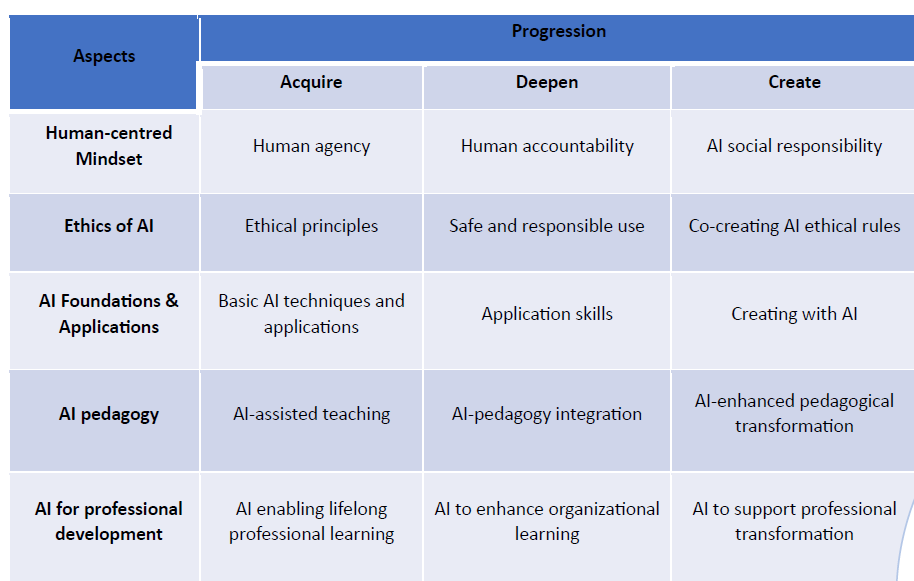 Aspects
Progression
Acquire
Deepen
Create
Human-centred
Mindset
Human agency
Human accountability
AI social responsibility
Ethics of AI
Ethical principles
Safe and responsible use
Co-creating AI ethical rules
AI Foundations &
Applications
Basic AI techniques and
applications
Application skills
Creating with AI
AI pedagogy
AI-assisted teaching
AI-pedagogy integration
AI-enhanced pedagogical
transformation
AI for professional
development
AI enabling lifelong
professional learning
AI to enhance organizational
learning
AI to support professional
transformation